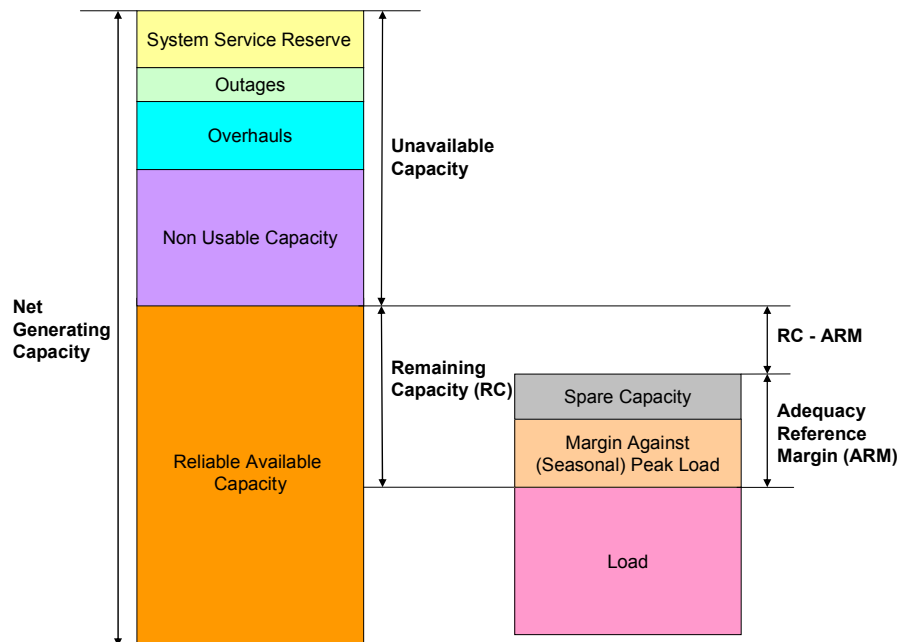 System Service Reserve
Outages
Overhauls
Non Usable Capacity
Unavailable
Capacity
Net
Generating
Capacity
Reliable Available
Capacity
Remaining
Capacity (RC)
RC - ARM
Spare Capacity
Margin Against
(Seasonal) Peak Load
Adequacy
Reference
Margin (ARM)
Load